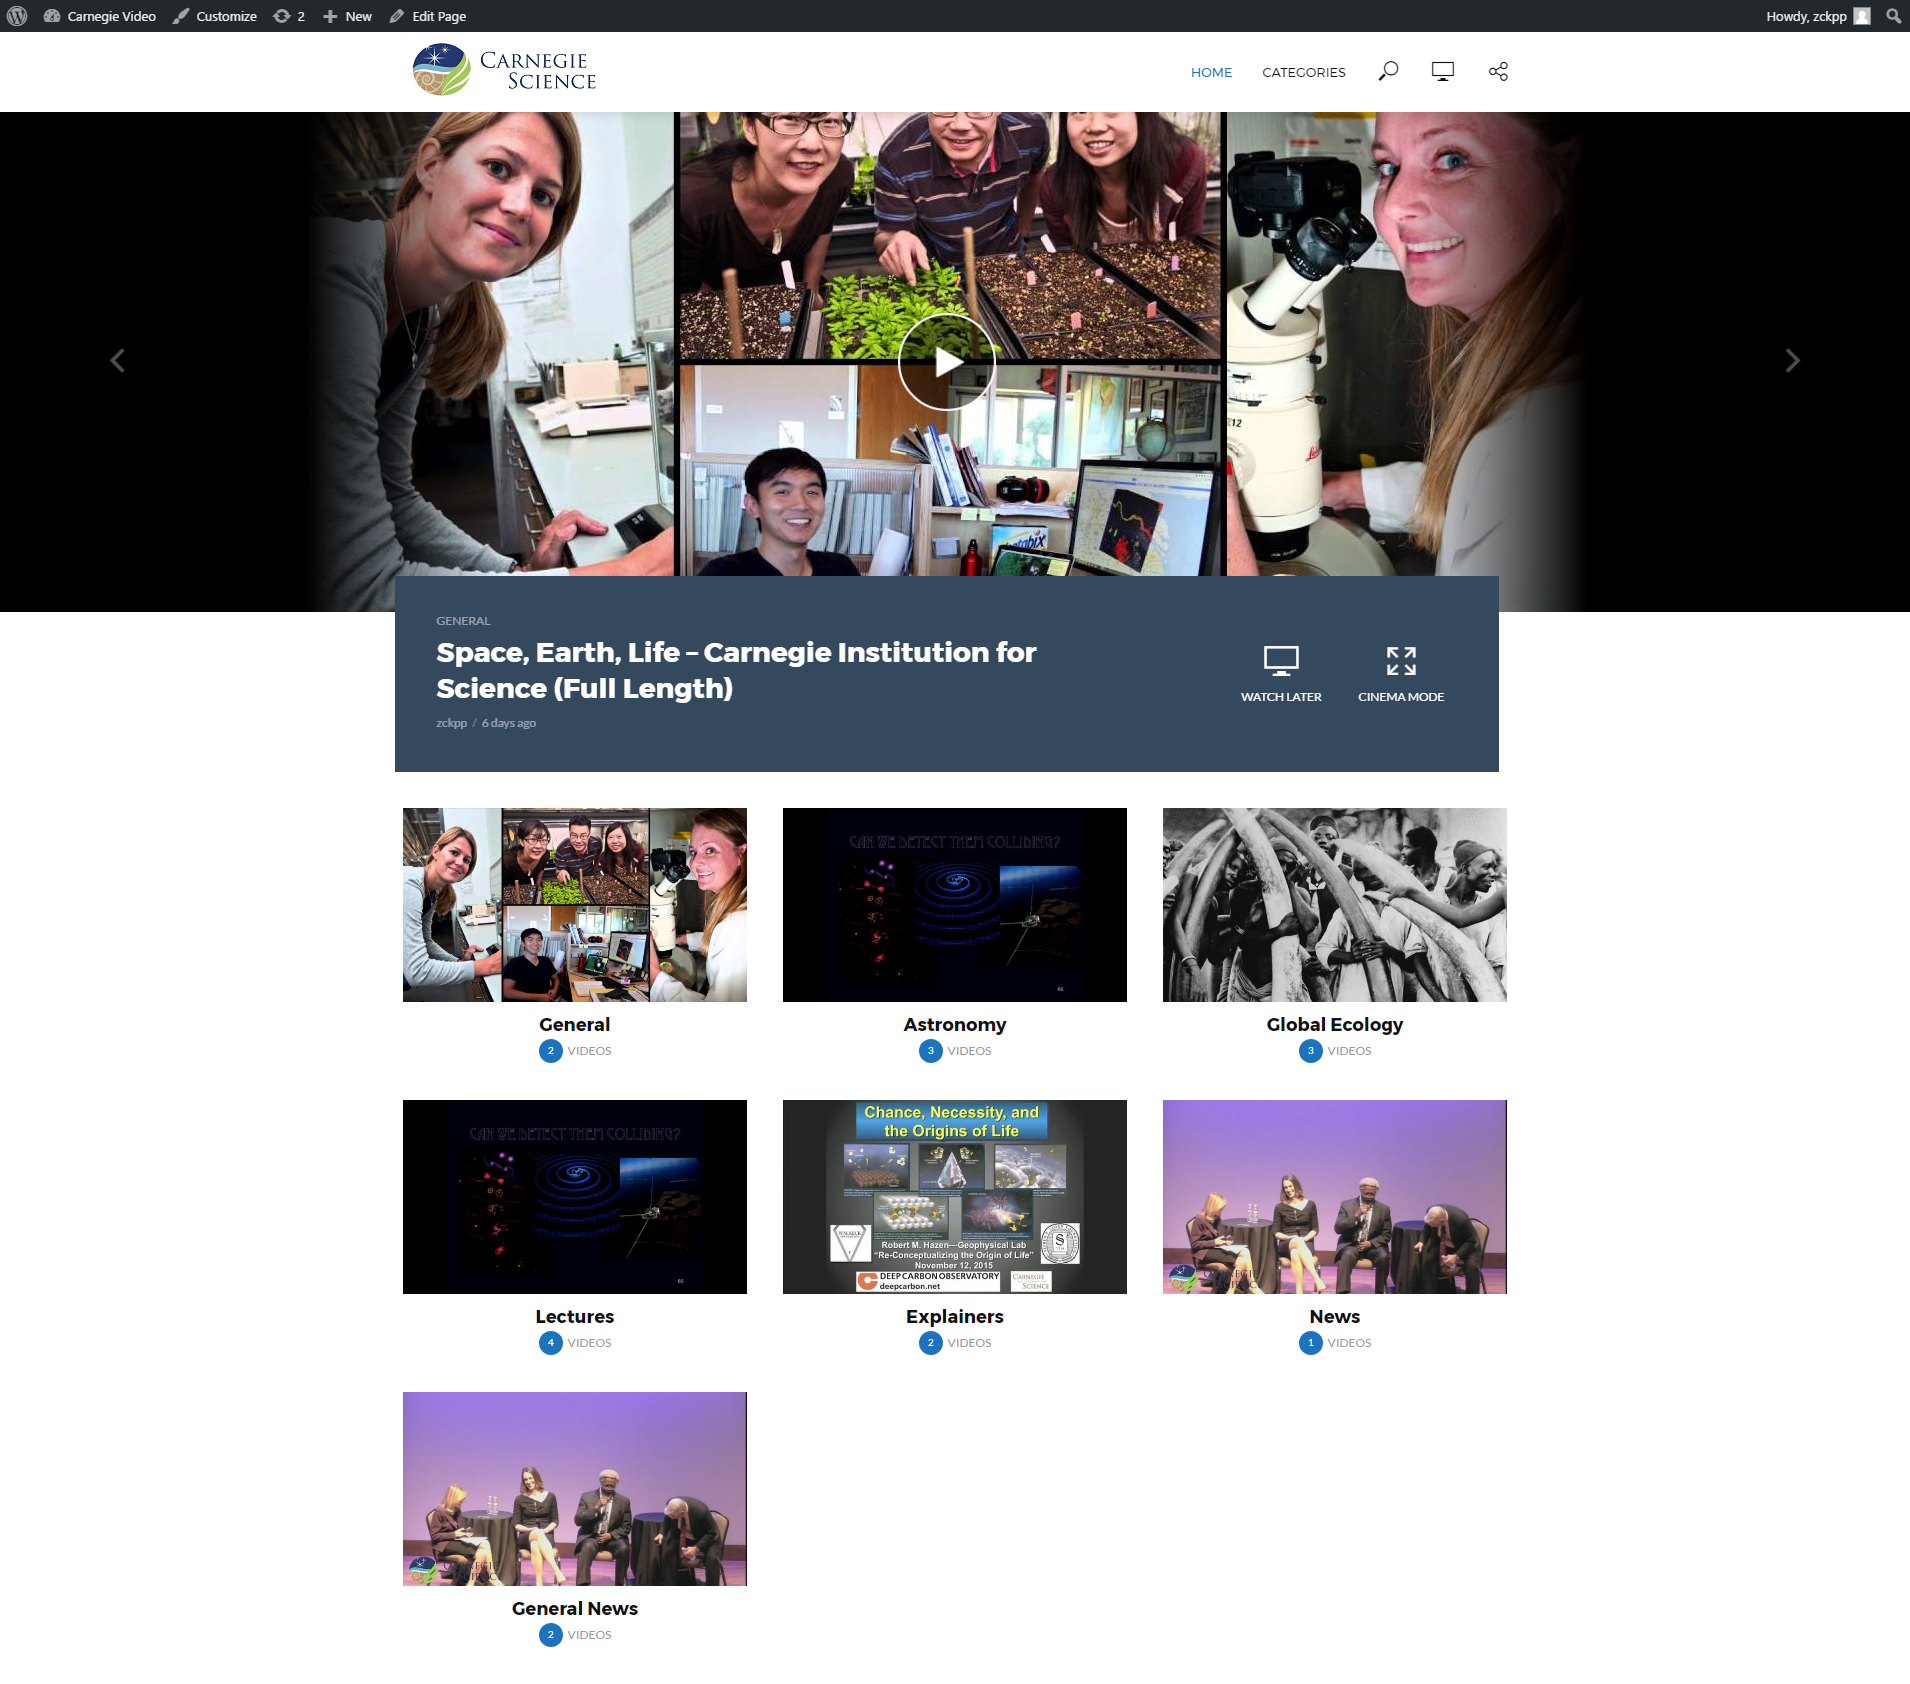 Carnegie Video
Customize
2
New
Edit Page
Howdy, zckpp
CARNEGIE
SCIENCE
HOME
CATEGORIES
GENERAL
Space, Earth, Life – Carnegie Institution for
Science (Full Length)
zckpp / 6 days ago
WATCH LATER
CINEMA MODE
CAN WE DETECT THEM COLLIDING?
General
2 VIDEOS
Astronomy
3 VIDEOS
Global Ecology
3 VIDEOS
CAN WE DETECT THEM COLLIDING?
Chance, Necessity, and
the Origins of Life
Robert M. Hazen—Geophysical Lab
"Re-Conceptualizing the Origin of Life"
November 12, 2015
DEEP CARBON OBSERVATORY
deepcarbon.net
CARNEGIE
SCIENCE
Lectures
4 VIDEOS
Explainers
2 VIDEOS
News
1 VIDEOS
General News
2 VIDEOS